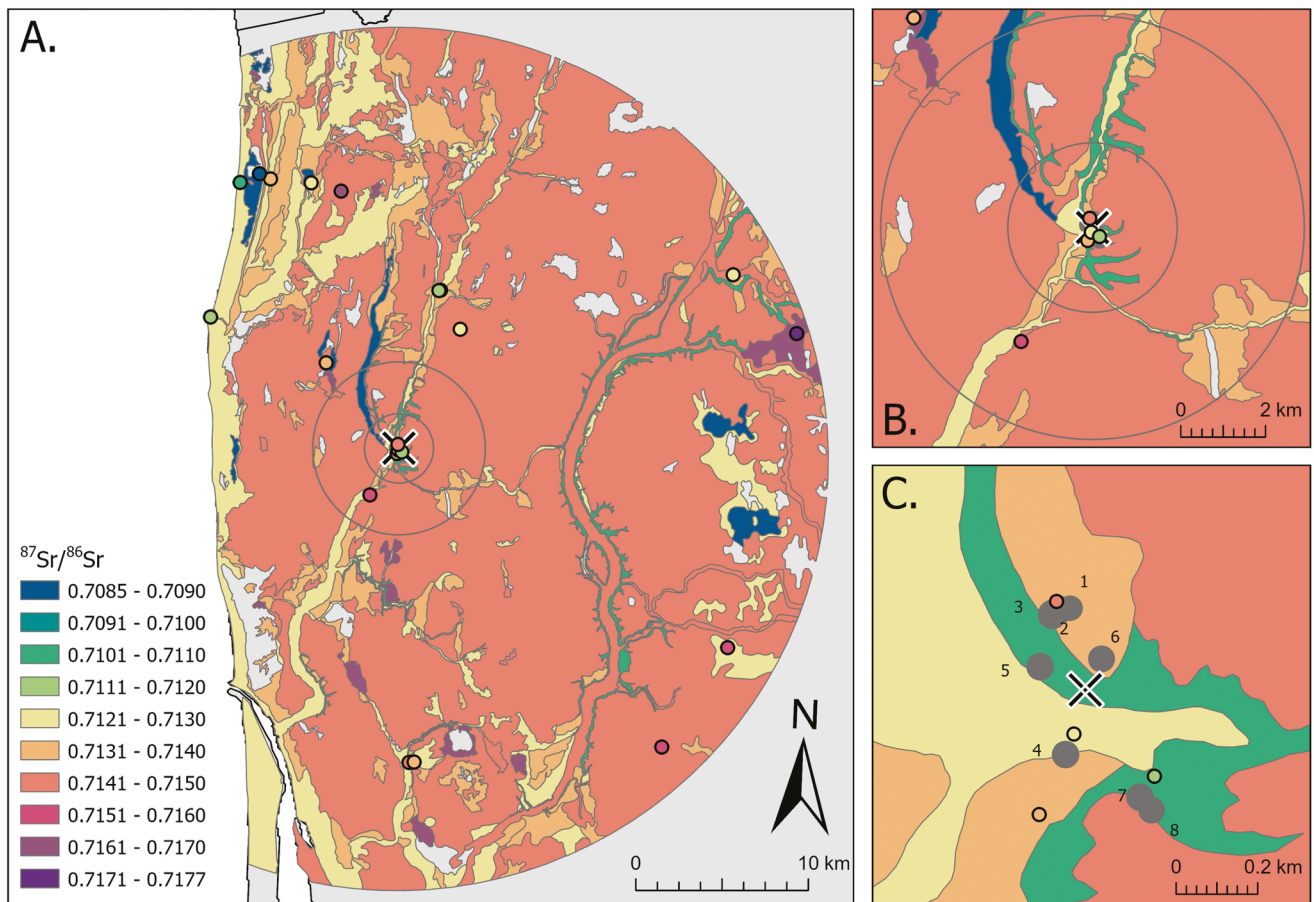 A.
⁸⁷Sr/⁸⁶Sr
0.7085 - 0.7090
0.7091 - 0.7100
0.7101 - 0.7110
0.7111 - 0.7120
0.7121 - 0.7130
0.7131 - 0.7140
0.7141 - 0.7150
0.7151 - 0.7160
0.7161 - 0.7170
0.7171 - 0.7177
N
0 10 km
B.
0 2 km
C.
1
3
2
6
5
4
7
8
0 0.2 km